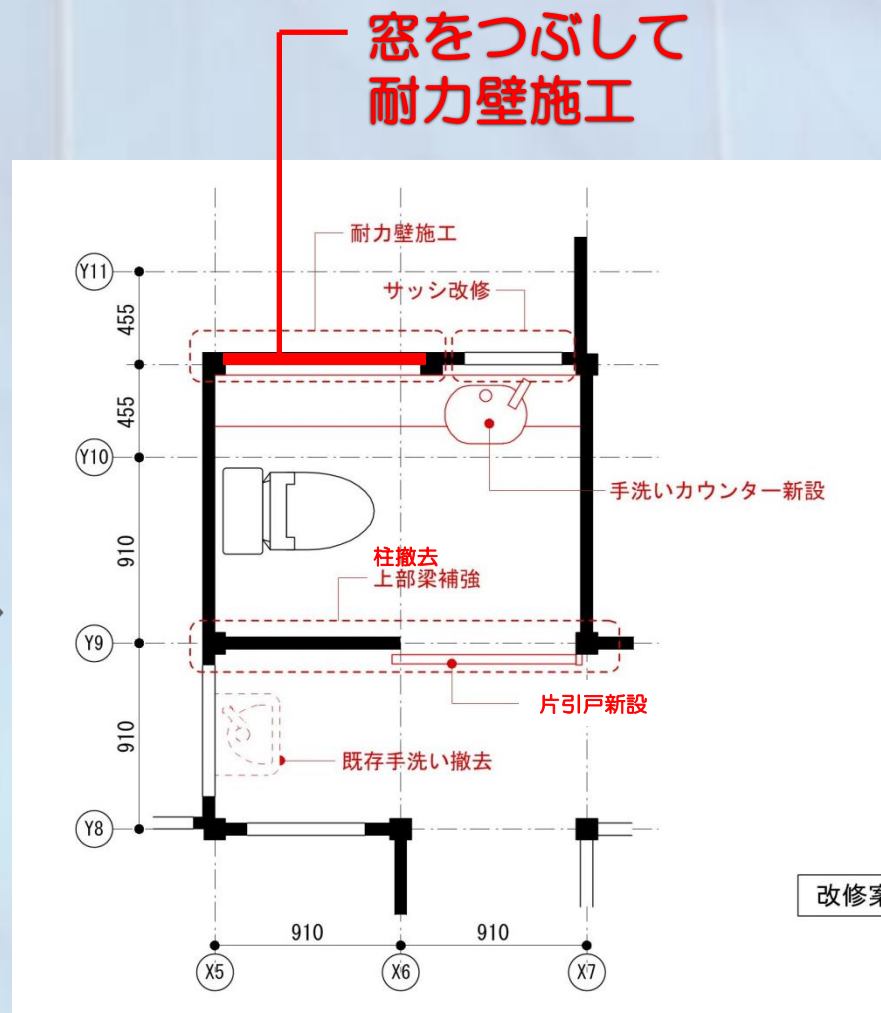 窓をつぶして
耐力壁施工
耐力壁施工
サッシ改修
Y11
455
455
Y10
手洗いカウンター新設
910
柱撤去
上部梁補強
Y9
片引戸新設
910
既存手洗い撤去
Y8
改修案
910
910
X5
X6
X7